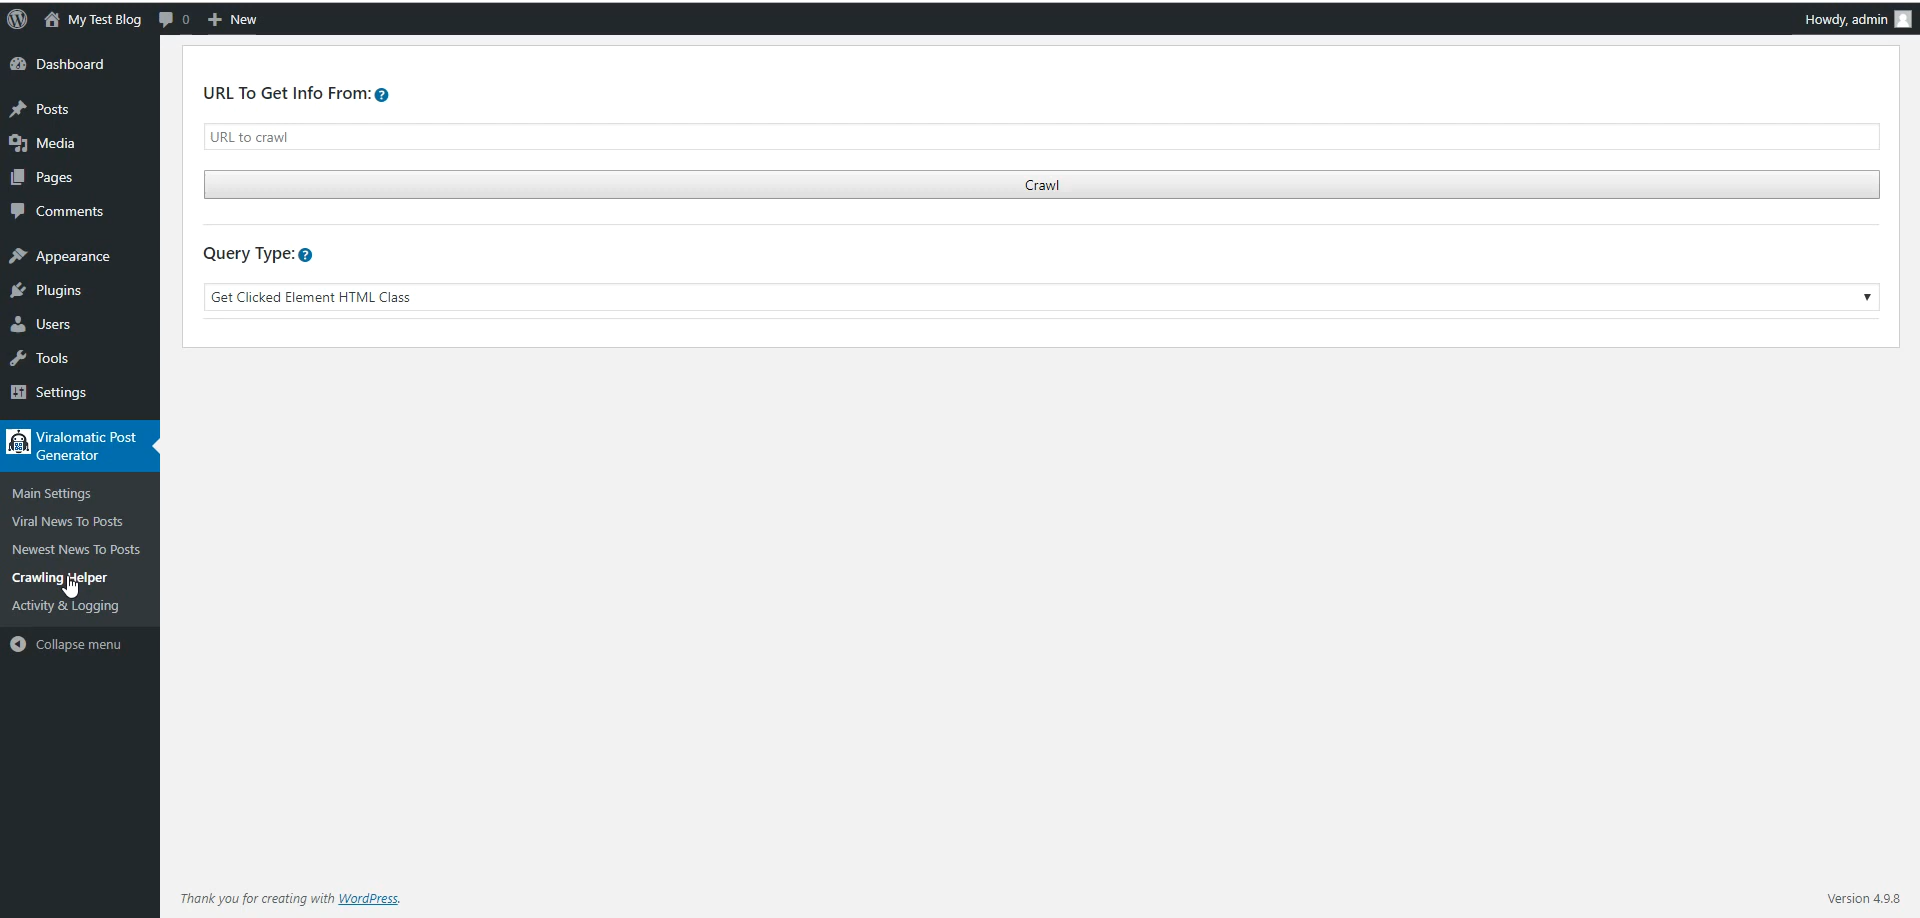 My Test Blog 0 New Howdy, admin
Dashboard
Posts
Media
Pages
Comments
Appearance
Plugins
Users
Tools
Settings
Viralomatic Post
Generator
Main Settings
Viral News To Posts
Newest News To Posts
Crawling Helper
Activity & Logging
Collapse menu
URL To Get Info From: ?
URL to crawl
Crawl
Query Type: ?
Get Clicked Element HTML Class
Thank you for creating with WordPress.
Version 4.9.8